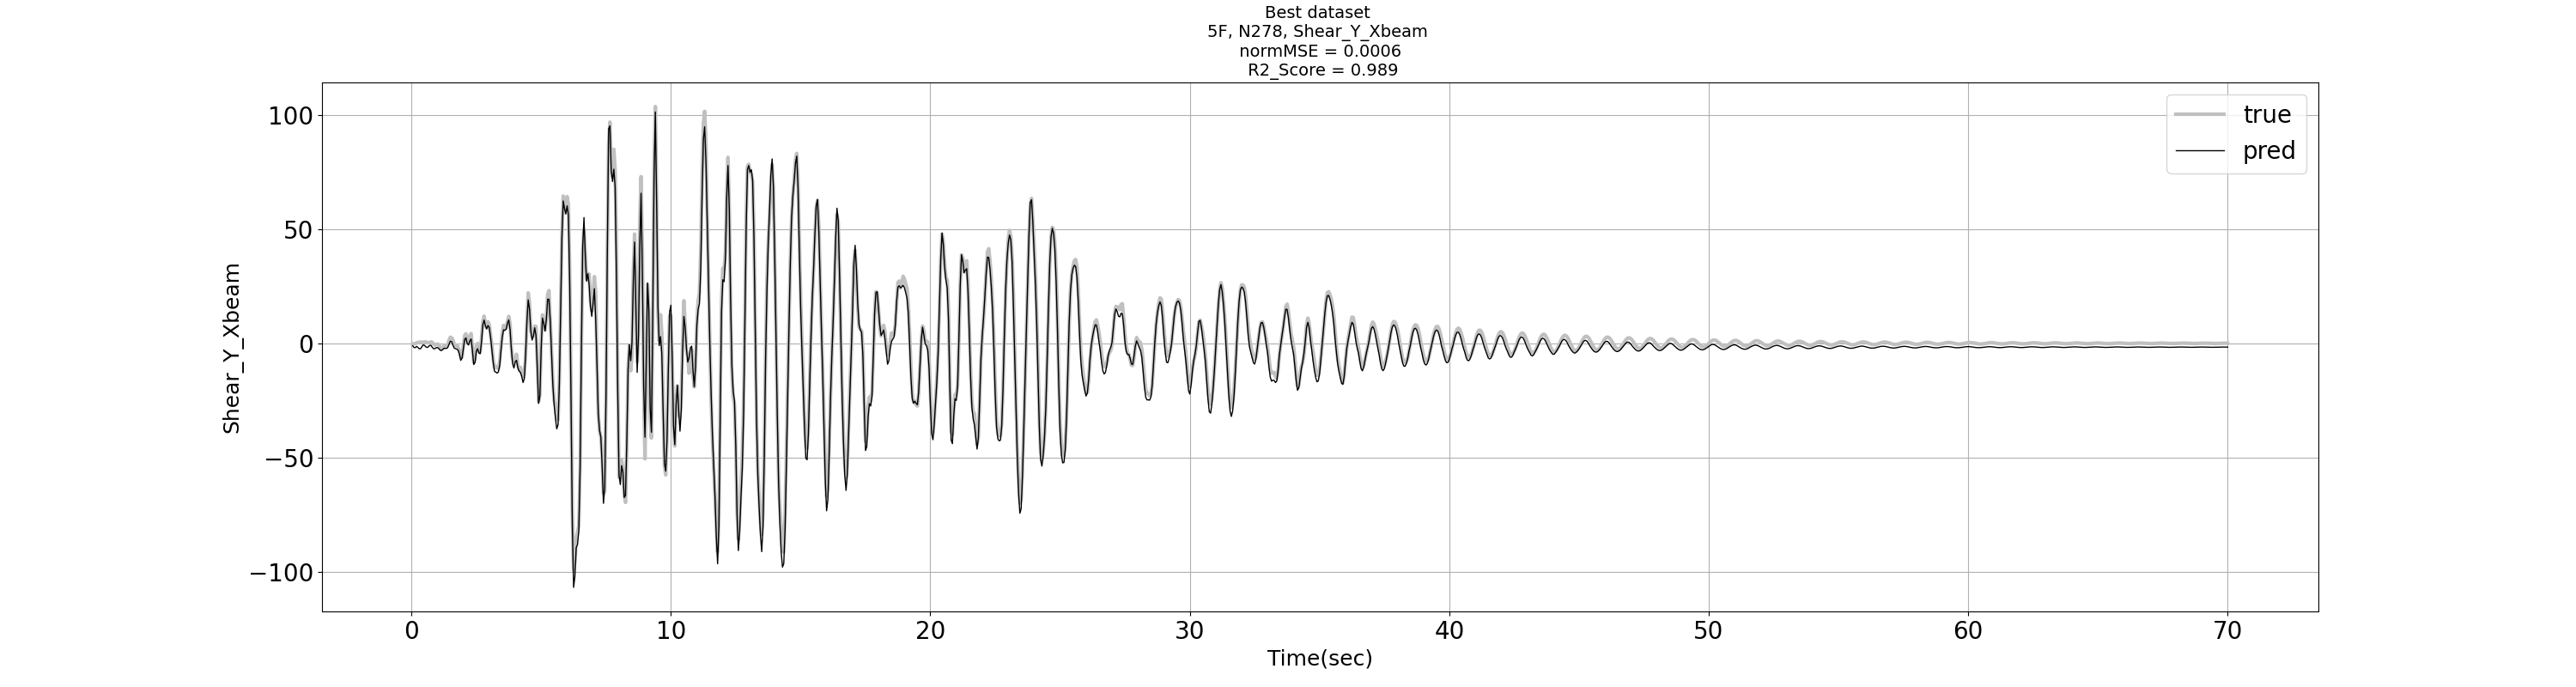 Best dataset
5F, N278, Shear_Y_Xbeam
normMSE = 0.0006
R2_Score = 0.989
100
50
0
−50
−100
Shear_Y_Xbeam
true
pred
0 10 20 30 40 50 60 70
Time(sec)